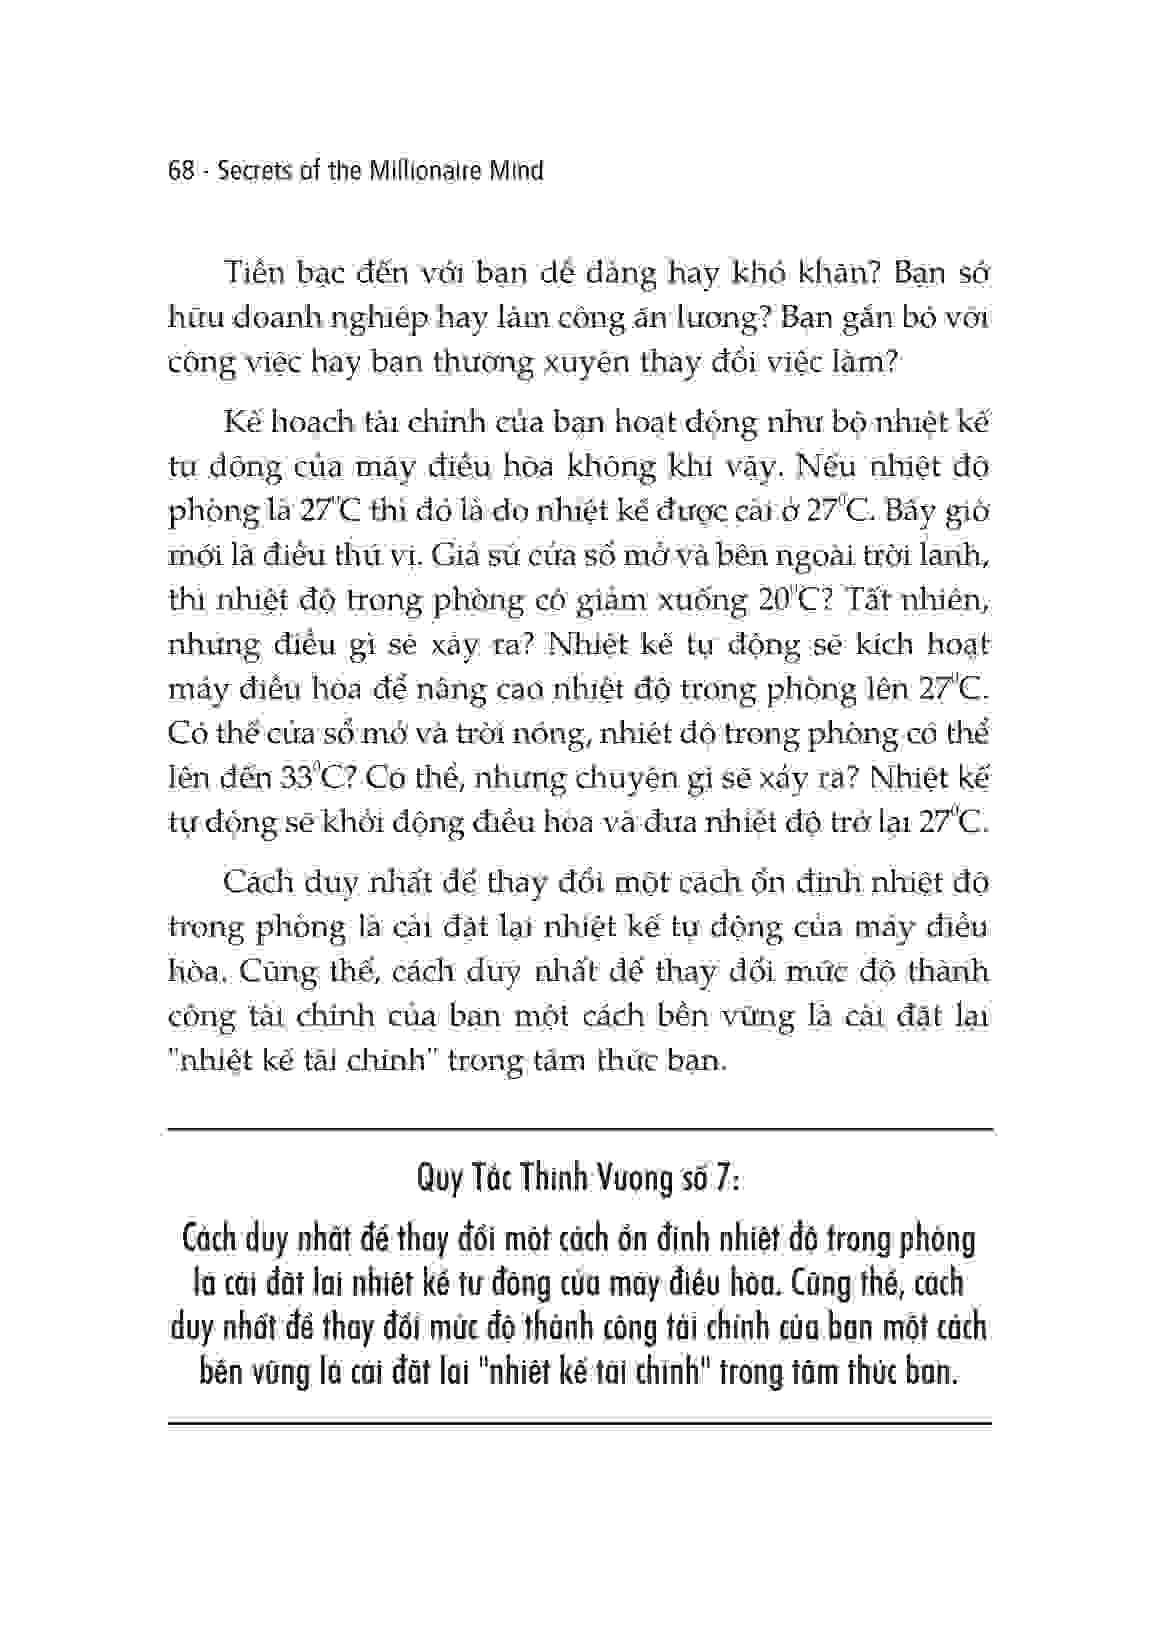 68 - Secrets of the Millionaire Mind
Tiền bạc đến với bạn dễ dàng hay khó khăn? Bạn sở
hữu doanh nghiệp hay làm công ăn lương? Bạn gắn bó với
công việc hay bạn thường xuyên thay đổi việc làm?
Kế hoạch tài chính của bạn hoạt động như bộ nhiệt kế
tự động của máy điều hòa không khí vậy. Nếu nhiệt độ
phòng là 27⁰C thì đó là do nhiệt kế được cài ở 27⁰C. Bây giờ
mới là điều thú vị. Giả sử cửa sổ mở và bên ngoài trời lạnh,
thì nhiệt độ trong phòng có giảm xuống 20⁰C? Tất nhiên,
nhưng điều gì sẽ xảy ra? Nhiệt kế tự động sẽ kích hoạt
máy điều hòa để nâng cao nhiệt độ trong phòng lên 27⁰C.
Có thể cửa sổ mở và trời nóng, nhiệt độ trong phòng có thể
lên đến 33⁰C? Có thể, nhưng chuyện gì sẽ xảy ra? Nhiệt kế
tự động sẽ khởi động điều hòa và đưa nhiệt độ trở lại 27⁰C.
Cách duy nhất để thay đổi một cách ổn định nhiệt độ
trong phòng là cài đặt lại nhiệt kế tự động của máy điều
hòa. Cũng thế, cách duy nhất để thay đổi mức độ thành
công tài chính của bạn một cách bền vững là cài đặt lại
"nhiệt kế tài chính" trong tâm thức bạn.
Quy Tắc Thịnh Vượng số 7:
Cách duy nhất để thay đổi một cách ổn định nhiệt độ trong phòng
là cài đặt lại nhiệt kế tự động của máy điều hòa. Cũng thế, cách
duy nhất để thay đổi mức độ thành công tài chính của bạn một cách
bền vững là cài đặt lại "nhiệt kế tài chính" trong tâm thức bạn.